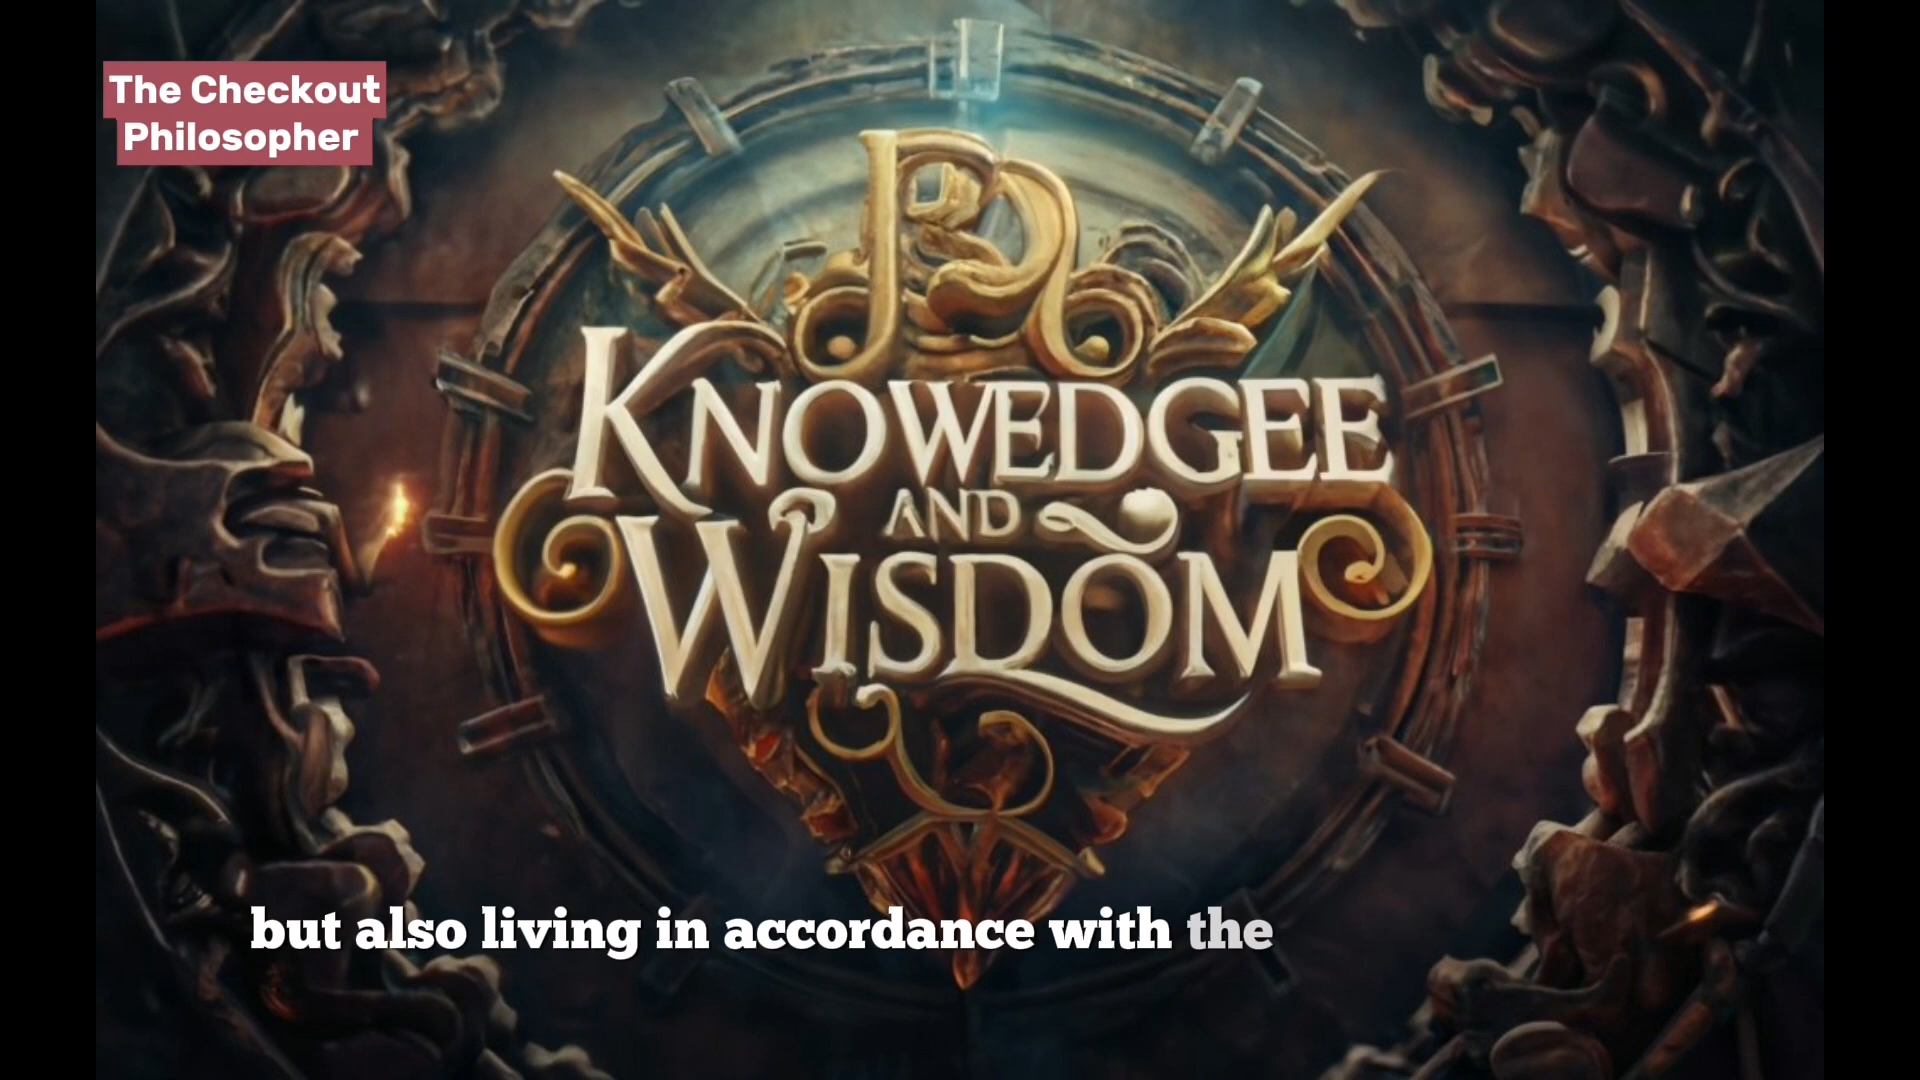 The Checkout
Philosopher
KNOWEDGEE
AND
WISDOM
but also living in accordance with the